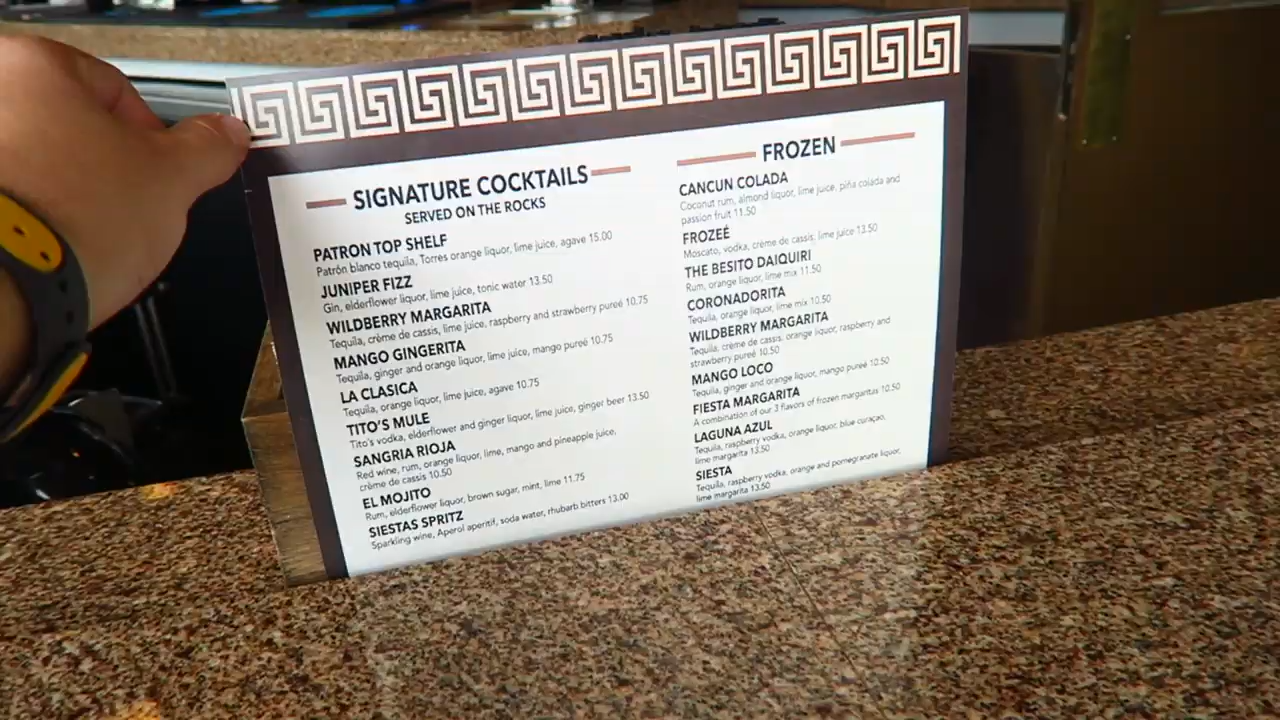 SIGNATURE COCKTAILS
SERVED ON THE ROCKS
PATRON TOP SHELF
Patrón blanco tequila, Torres orange liquor, lime juice, agave 15.00
JUNIPER FIZZ
Gin, elderflower liquor, lime juice, tonic water 13.50
WILDBERRY MARGARITA
Tequila, crème de cassis, lime juice, raspberry and strawberry pureé 10.75
MANGO GINGERITA
Tequila, ginger and orange liquor, lime juice, mango pureé 10.75
LA CLASICA
Tequila, orange liquor, lime juice, agave 10.75
TITO'S MULE
Tito's vodka, elderflower and ginger liquor, lime juice, ginger beer 13.50
SANGRIA RIOJA
Red wine, rum, orange liquor, lime, mango and pineapple juice,
crème de cassis 10.50
EL MOJITO
Rum, elderflower liquor, brown sugar, mint, lime 11.75
SIESTAS SPRITZ
Sparkling wine, Aperol aperitif, soda water, rhubarb bitters 13.00
FROZEN
CANCUN COLADA
Coconut rum, almond liquor, lime juice, piña colada and
passion fruit 11.50
FROZEÉ
Moscato, vodka, crème de cassis, lime juice 13.50
THE BESITO DAIQUIRI
Rum, orange liquor, lime mix 11.50
CORONADORITA
Tequila, orange liquor, lime mix 10.50
WILDBERRY MARGARITA
Tequila, crème de cassis, orange liquor, raspberry and
strawberry pureé 10.50
MANGO LOCO
Tequila, ginger and orange liquor, mango pureé 10.50
FIESTA MARGARITA
A combination of our 3 flavors of frozen margaritas 10.50
LAGUNA AZUL
Tequila, raspberry vodka, orange liquor, blue curaçao,
lime margarita 13.50
SIESTA
Tequila, raspberry vodka, orange and pomegranate liquor,
lime margarita 13.50